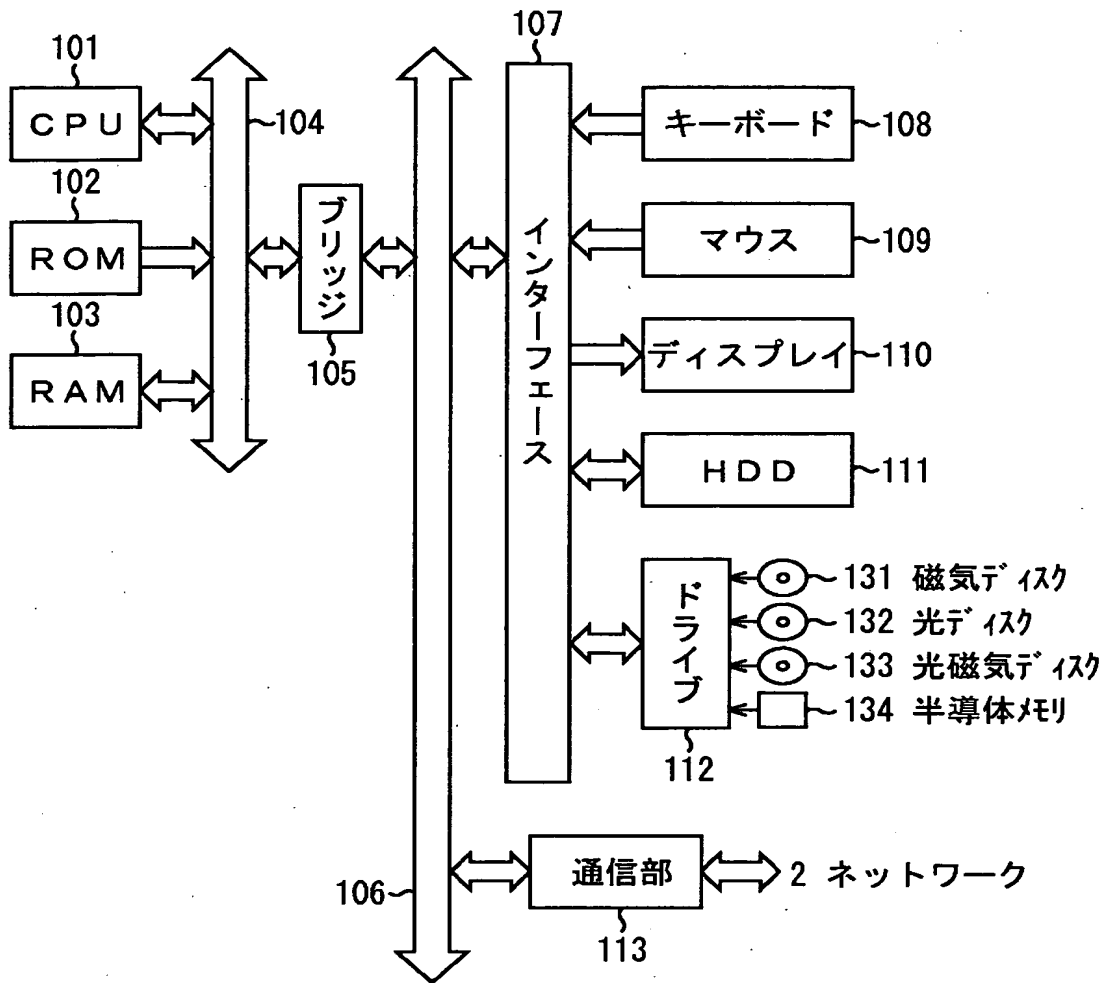 101
CPU
102
ROM
103
RAM
104
ブリッジ
105
106
107
インターフェース
キーボード 108
マウス 109
ディスプレイ 110
HDD 111
ドライブ
112
131 磁気ディスク
132 光ディスク
133 光磁気ディスク
134 半導体メモリ
通信部
113
2 ネットワーク